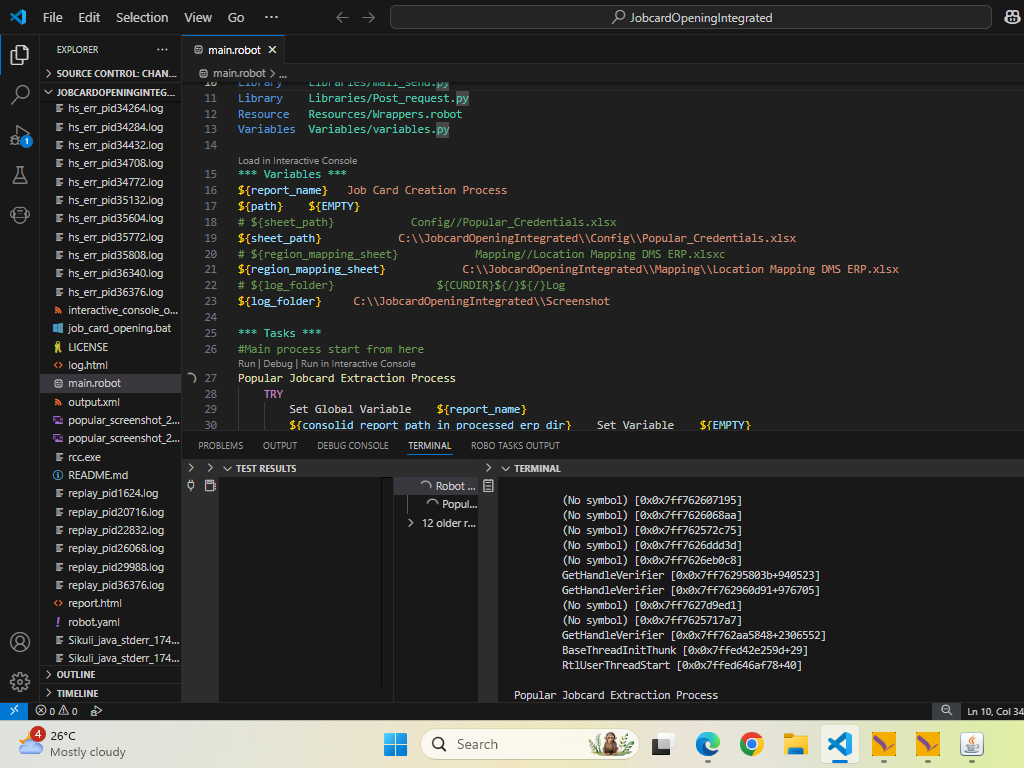 File Edit Selection View Go ··· JobcardOpeningIntegrated
EXPLORER ···
SOURCE CONTROL: CHAN...
JOBCARDOPENINGINTEG...
hs_err_pid34264.log
hs_err_pid34284.log
hs_err_pid34432.log
hs_err_pid34708.log
hs_err_pid34772.log
hs_err_pid35132.log
hs_err_pid35604.log
hs_err_pid35772.log
hs_err_pid35808.log
hs_err_pid36340.log
hs_err_pid36376.log
interactive_console_o...
job_card_opening.bat
LICENSE
log.html
main.robot
output.xml
popular_screenshot_2...
popular_screenshot_2...
rcc.exe
README.md
replay_pid1624.log
replay_pid20716.log
replay_pid22832.log
replay_pid26068.log
replay_pid29988.log
replay_pid36376.log
report.html
robot.yaml
Sikuli_java_stderr_174...
Sikuli_java_stderr_174...
OUTLINE
TIMELINE
1
main.robot
main.robot > ...
10 Library Libraries/mail_send.py
11 Library Libraries/Post_request.py
12 Resource Resources/Wrappers.robot
13 Variables Variables/variables.py
14
Load in Interactive Console
15 *** Variables ***
16 ${report_name} Job Card Creation Process
17 ${path} ${EMPTY}
18 # ${sheet_path} Config//Popular_Credentials.xlsx
19 ${sheet_path} C:\\JobcardOpeningIntegrated\\Config\\Popular_Credentials.xlsx
20 # ${region_mapping_sheet} Mapping//Location Mapping DMS ERP.xlsxc
21 ${region_mapping_sheet} C:\\JobcardOpeningIntegrated\\Mapping\\Location Mapping DMS ERP.xlsx
22 # ${log_folder} ${CURDIR}${/}${/}Log
23 ${log_folder} C:\\JobcardOpeningIntegrated\\Screenshot
24
25 *** Tasks ***
26 #Main process start from here
Run | Debug | Run in Interactive Console
27 Popular Jobcard Extraction Process
28 TRY
29 Set Global Variable ${report_name}
30 ${consolid report path in processed erp dir} Set Variable ${EMPTY}
PROBLEMS OUTPUT DEBUG CONSOLE TERMINAL ROBO TASKS OUTPUT
TEST RESULTS
Robot ...
Popul...
12 older r...
TERMINAL
(No symbol) [0x0x7ff762607195]
(No symbol) [0x0x7ff7626068aa]
(No symbol) [0x0x7ff762572c75]
(No symbol) [0x0x7ff7626ddd3d]
(No symbol) [0x0x7ff7626eb0c8]
GetHandleVerifier [0x0x7ff76295803b+940523]
GetHandleVerifier [0x0x7ff762960d91+976705]
(No symbol) [0x0x7ff7627d9ed1]
(No symbol) [0x0x7ff7625717a7]
GetHandleVerifier [0x0x7ff762aa5848+2306552]
BaseThreadInitThunk [0x0x7ffed42e259d+29]
RtlUserThreadStart [0x0x7ffed646af78+40]
Popular Jobcard Extraction Process
0 0 Ln 10, Col 34
4 26°C
Mostly cloudy
Search